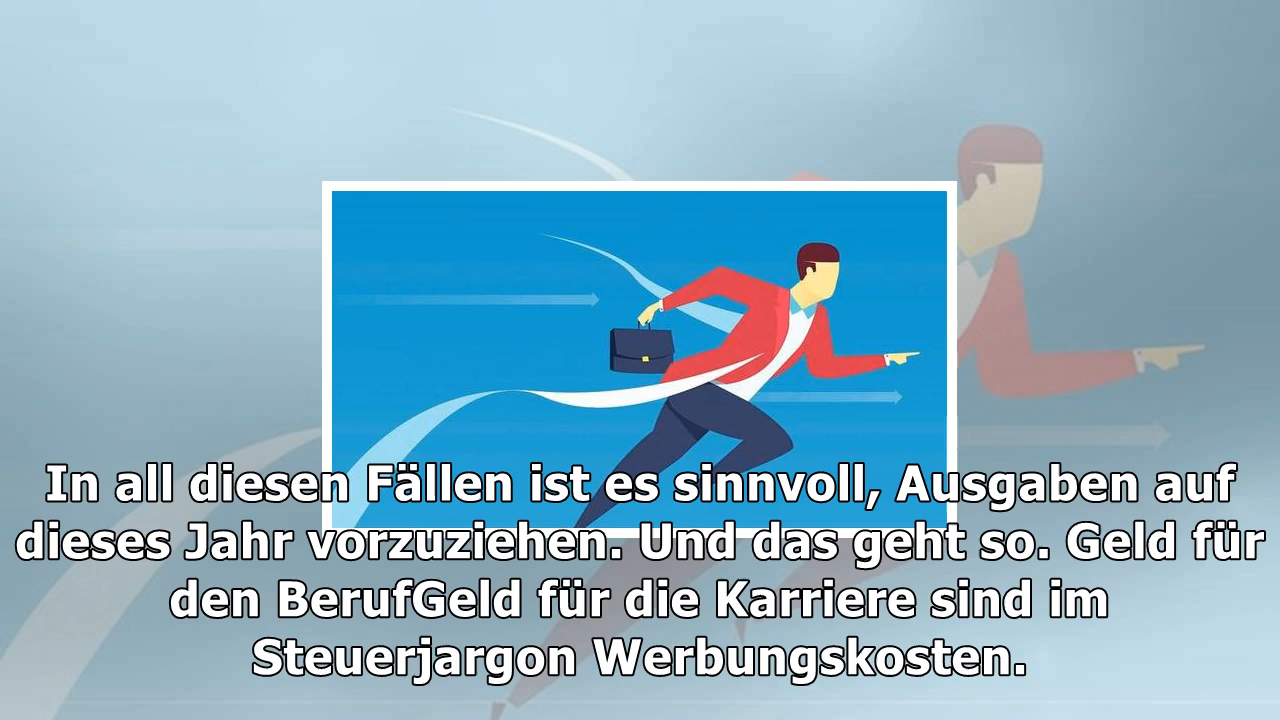 In all diesen Fällen ist es sinnvoll, Ausgaben auf
dieses Jahr vorzuziehen. Und das geht so. Geld für
den BerufGeld für die Karriere sind im
Steuerjargon Werbungskosten.